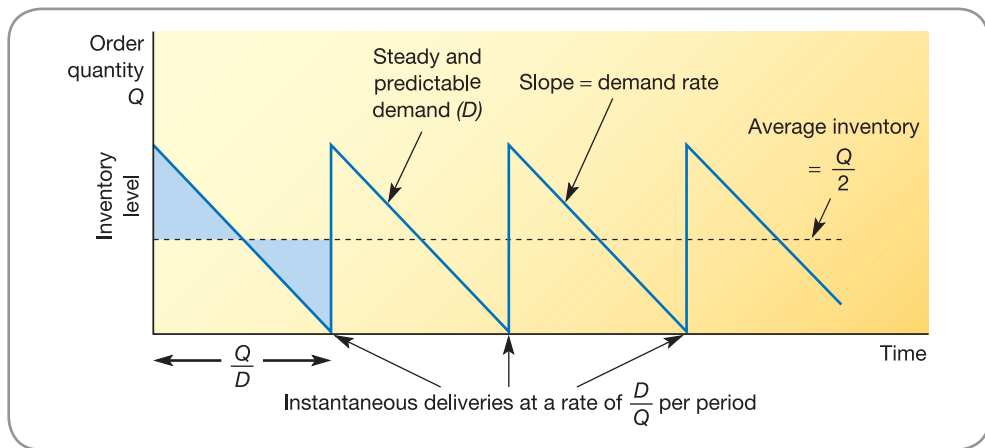 Order
quantity
Q
Steady and
predictable
demand (D)
Slope = demand rate
Average inventory
= Q/2
Inventory
level
Q/D
Time
Instantaneous deliveries at a rate of D/Q per period